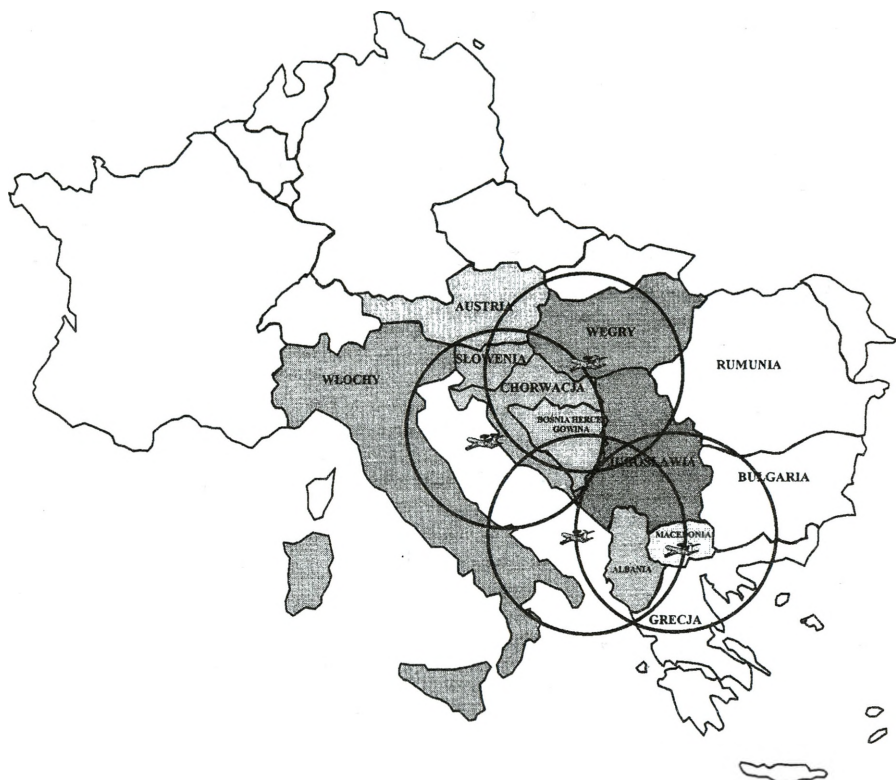 AUSTRIA
WĘGRY
SŁOWENIA
WŁOCHY
CHORWACJA
RUMUNIA
BOSNIA HERCE
GOWINA
JUGOSŁAWIA
BUŁGARIA
MACEDONIA
ALBANIA
GRECJA